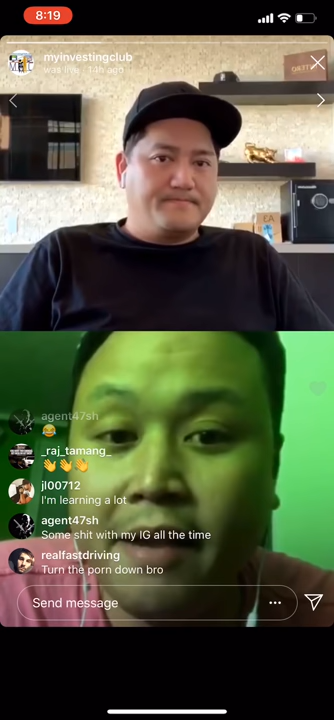 8:19
myinvestingclub
was live · 14h ago
agent47sh
😂
_raj_tamang_
👏👏👏
jl00712
I'm learning a lot
agent47sh
Some shit with my IG all the time
realfastdriving
Turn the porn down bro
Send message